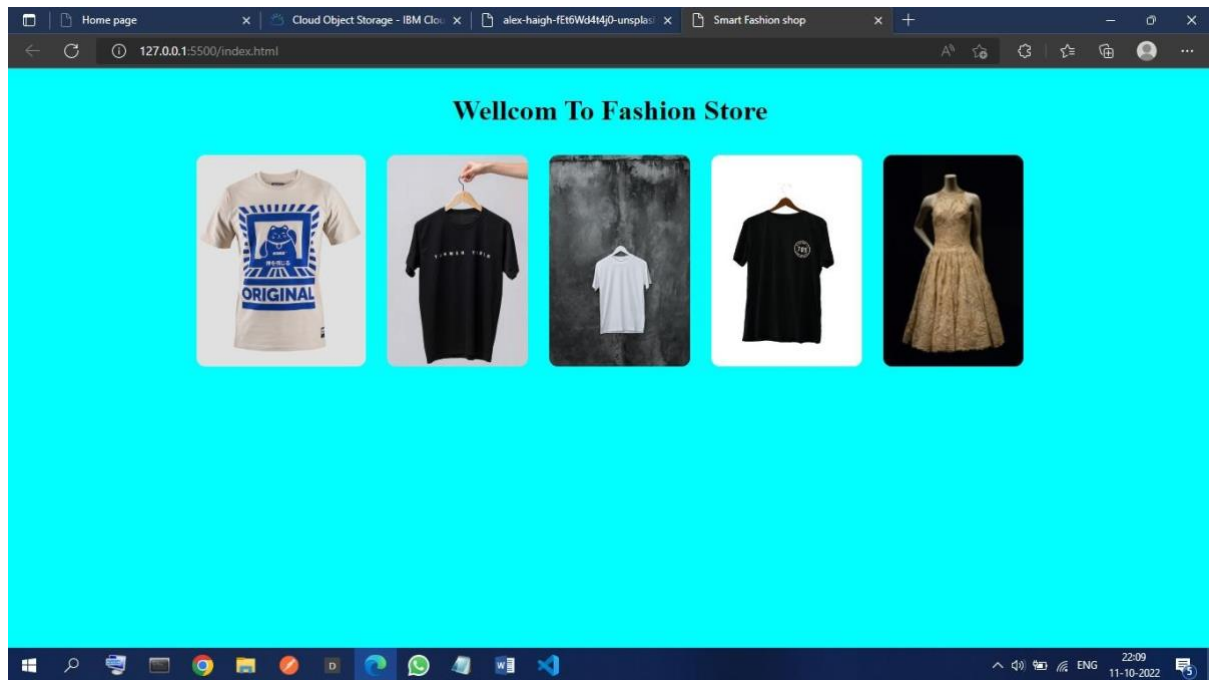 Home page
Cloud Object Storage - IBM Clou
alex-haigh-fEt6Wd4t4j0-unsplas
Smart Fashion shop
127.0.0.1:5500/index.html
Wellcom To Fashion Store
ORIGINAL
ENG
22:09
11-10-2022
5